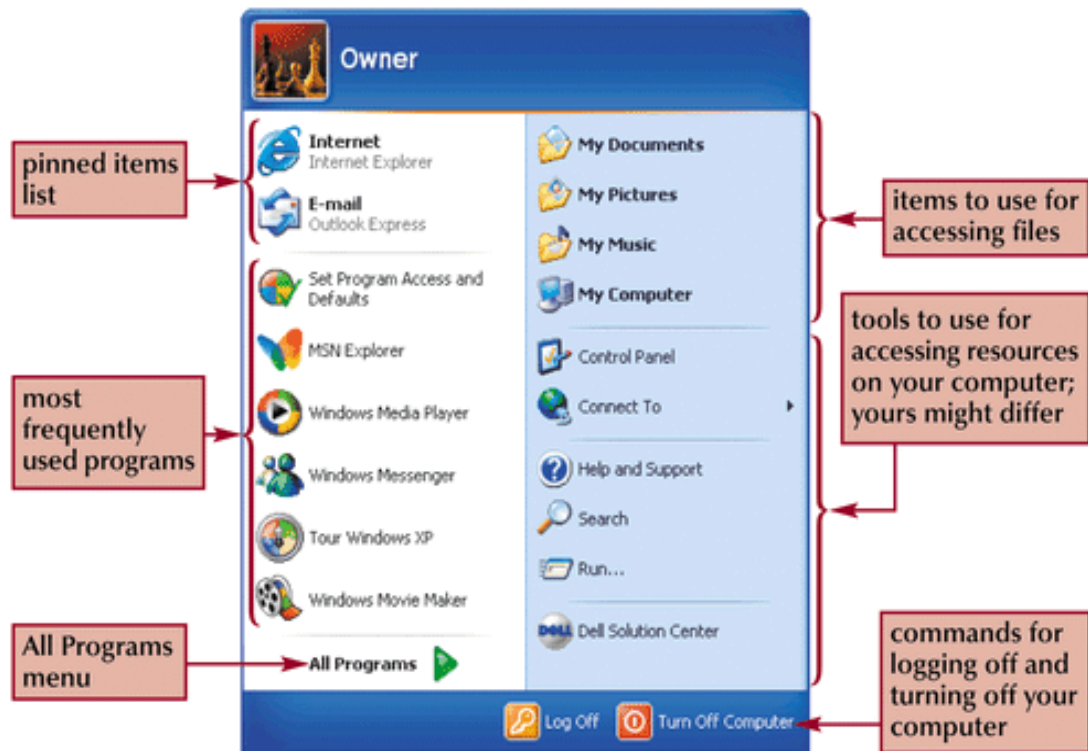 Owner
pinned items
list
Internet
Internet Explorer
E-mail
Outlook Express
most
frequently
used programs
Set Program Access and
Defaults
MSN Explorer
Windows Media Player
Windows Messenger
Tour Windows XP
Windows Movie Maker
All Programs
menu
All Programs
My Documents
My Pictures
My Music
My Computer
items to use for
accessing files
Control Panel
Connect To
Help and Support
Search
Run...
DELL Dell Solution Center
tools to use for
accessing resources
on your computer;
yours might differ
Log Off
Turn Off Computer
commands for
logging off and
turning off your
computer